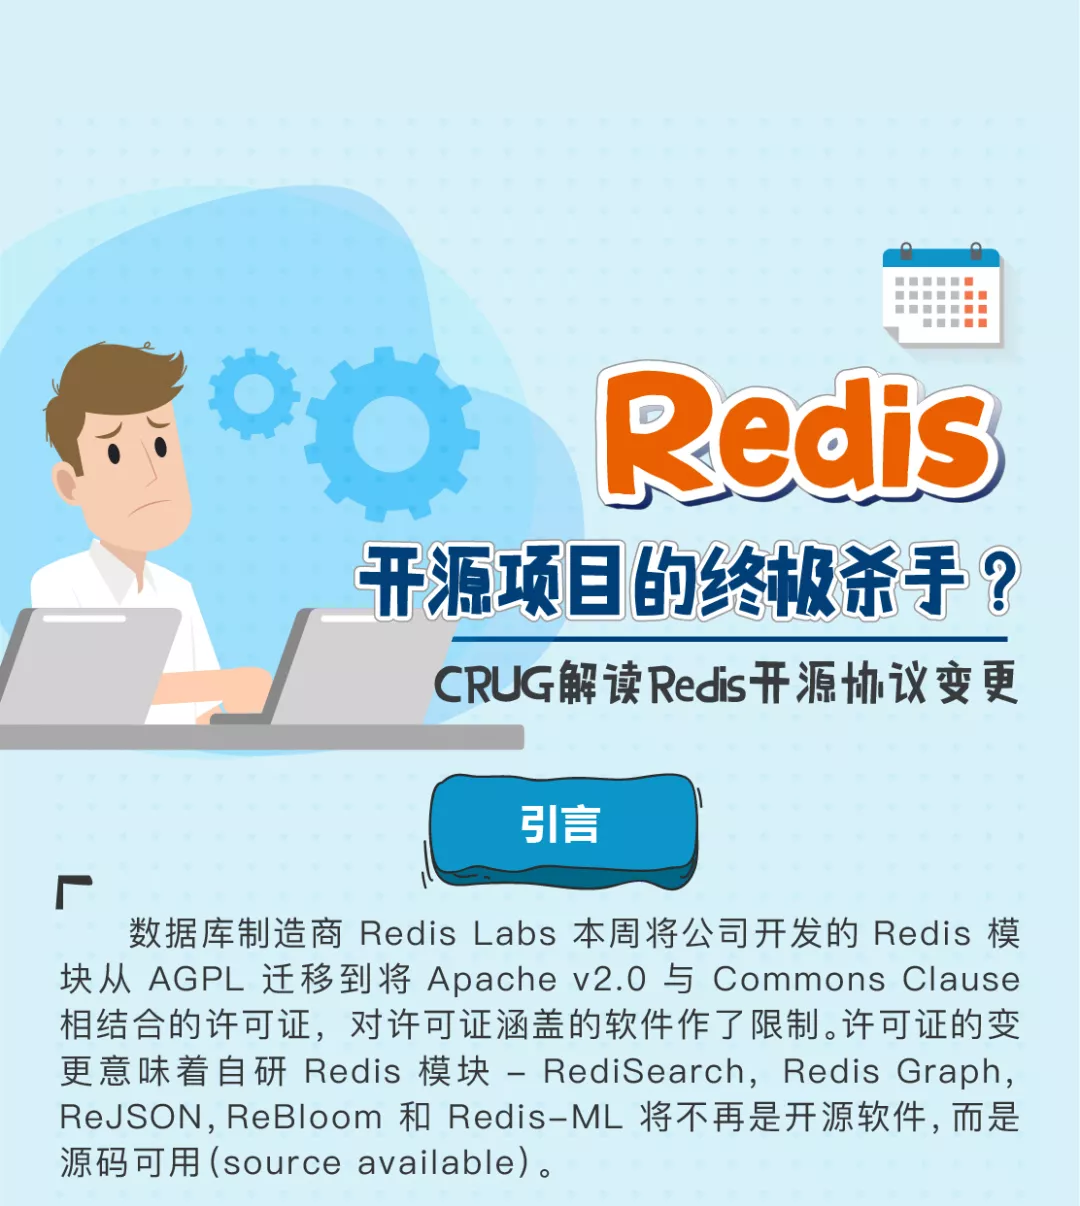 Redis
开源项目的终极杀手？
CRUG解读Redis开源协议变更
引言
数据库制造商 Redis Labs 本周将公司开发的 Redis 模
块从 AGPL 迁移到将 Apache v2.0 与 Commons Clause
相结合的许可证，对许可证涵盖的软件作了限制。许可证的变
更意味着自研 Redis 模块 – RediSearch, Redis Graph,
ReJSON, ReBloom 和 Redis-ML 将不再是开源软件，而是
源码可用（source available）。